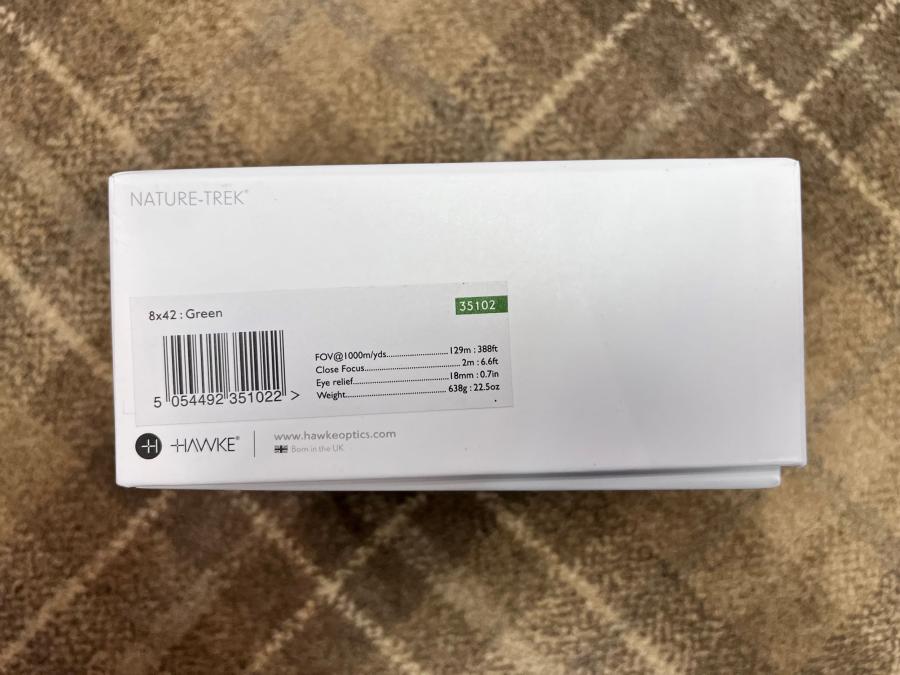 NATURE-TREK®
8x42 : Green
35102
FOV@1000m/yds............................129m : 388ft
Close Focus............................................2m : 6.6ft
Eye relief............................................18mm : 0.7in
Weight............................................638g : 22.5oz
5 054492 351022 >
HAWKE®
www.hawkeoptics.com
Born in the UK